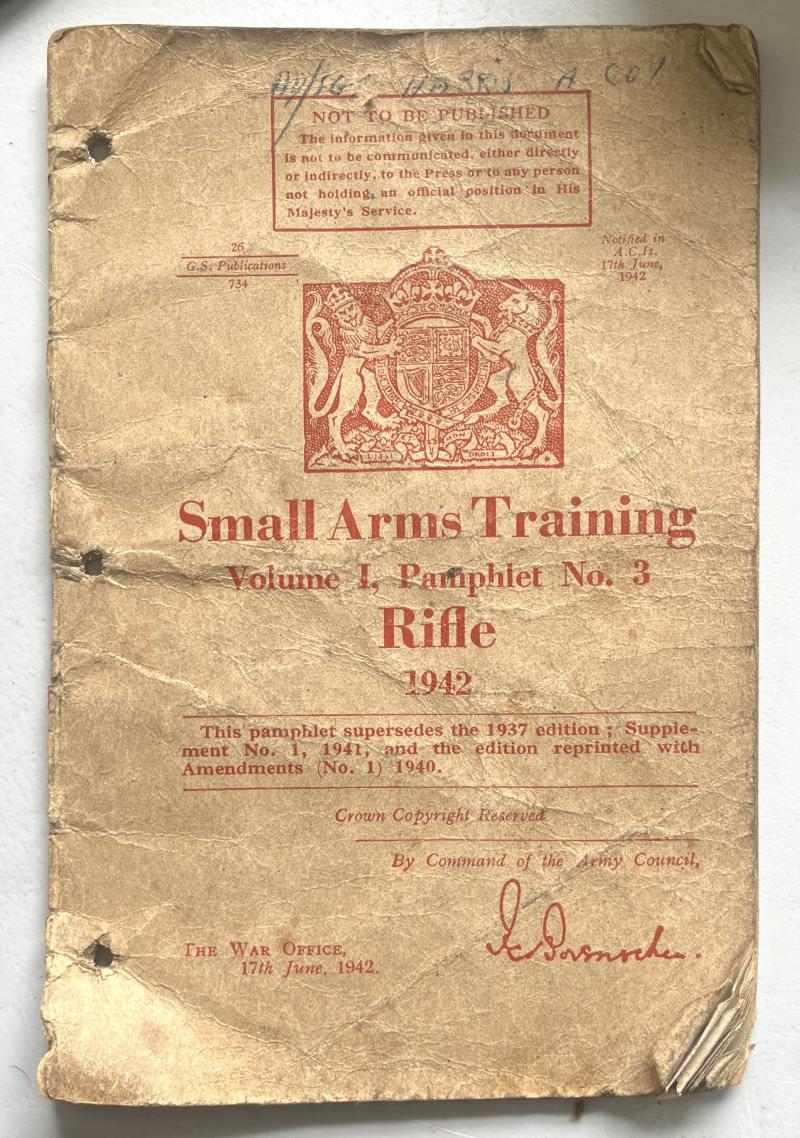 HARRIS A Co/
NOT TO BE PUBLISHED
The information given in this document
is not to be communicated, either directly
or indirectly, to the Press or to any person
not holding an official position in His
Majesty's Service.
26
G.S. Publications
734
Notified in
A.C.Is.
17th June,
1942
DROIT
Small Arms Training
Volume I, Pamphlet No. 3
Rifle
1942
This pamphlet supersedes the 1937 edition ; Supple-
ment No. 1, 1941, and the edition reprinted with
Amendments (No. 1) 1940.
Crown Copyright Reserved
By Command of the Army Council,
THE WAR OFFICE,
17th June, 1942.